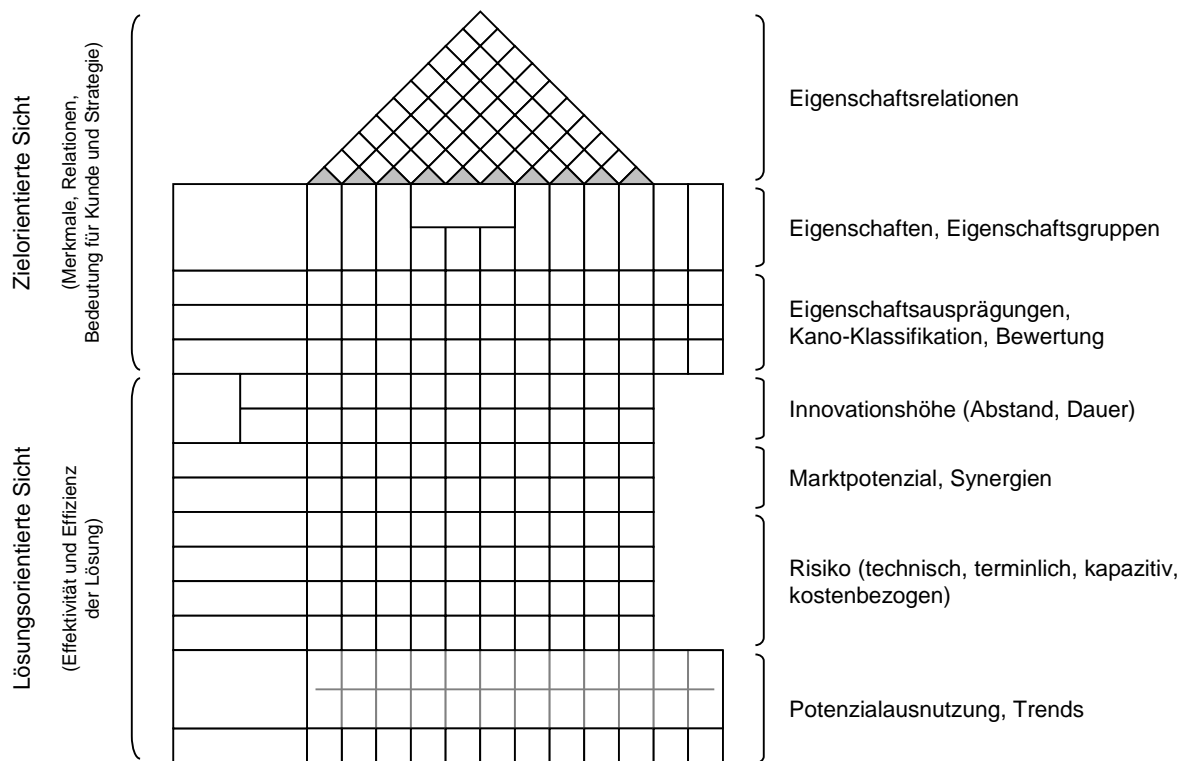 Zielorientierte Sicht
(Merkmale, Relationen,
Bedeutung für Kunde und Strategie)
Eigenschaftsrelationen
Eigenschaften, Eigenschaftsgruppen
Eigenschaftsausprägungen,
Kano-Klassifikation, Bewertung
Lösungsorientierte Sicht
(Effektivität und Effizienz
der Lösung)
Innovationshöhe (Abstand, Dauer)
Marktpotenzial, Synergien
Risiko (technisch, terminlich, kapazitiv,
kostenbezogen)
Potenzialausnutzung, Trends